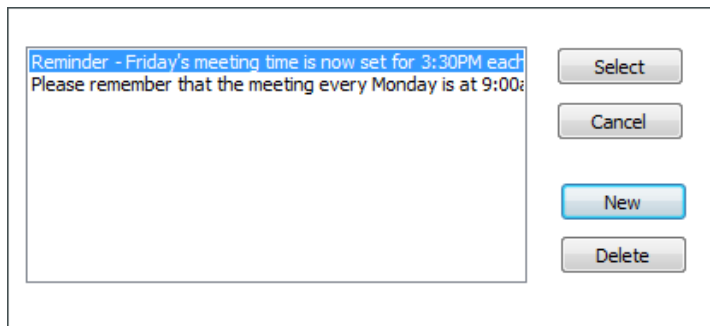 Reminder - Friday's meeting time is now set for 3:30PM each
Please remember that the meeting every Monday is at 9:00a
Select
Cancel
New
Delete